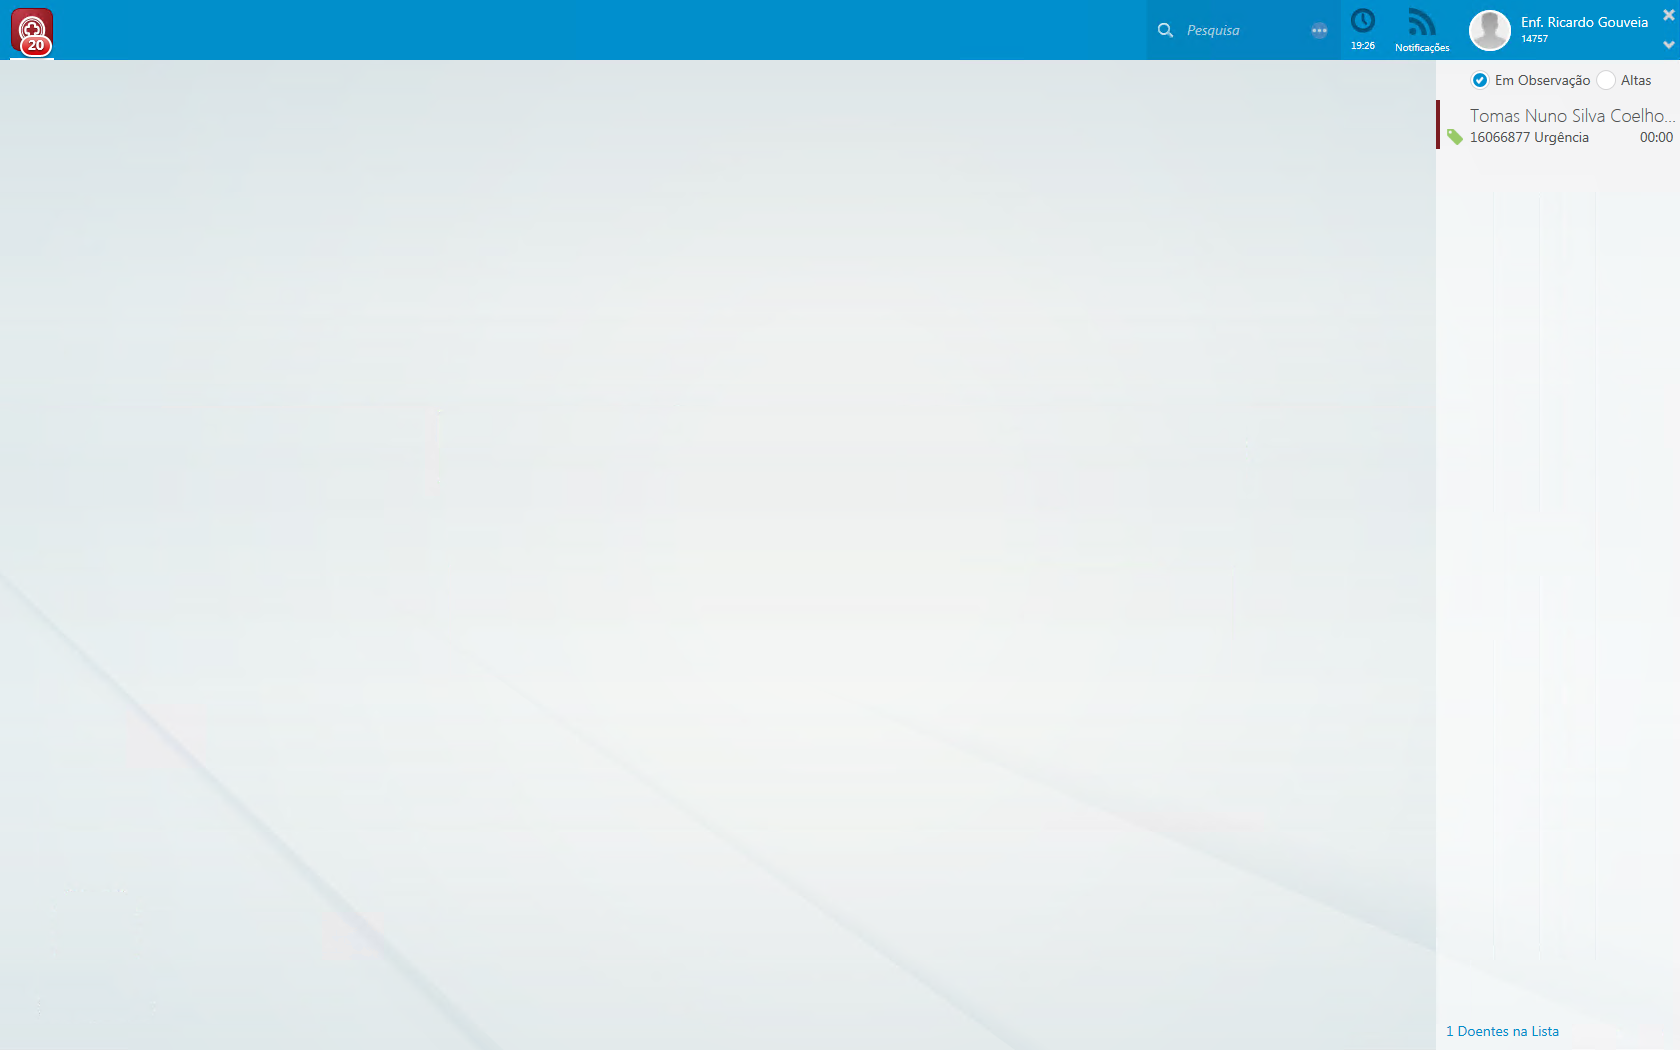 20
Pesquisa
19:26
Notificações
Enf. Ricardo Gouveia
14757
Em Observação
Altas
Tomas Nuno Silva Coelho...
16066877 Urgência 00:00
1 Doentes na Lista